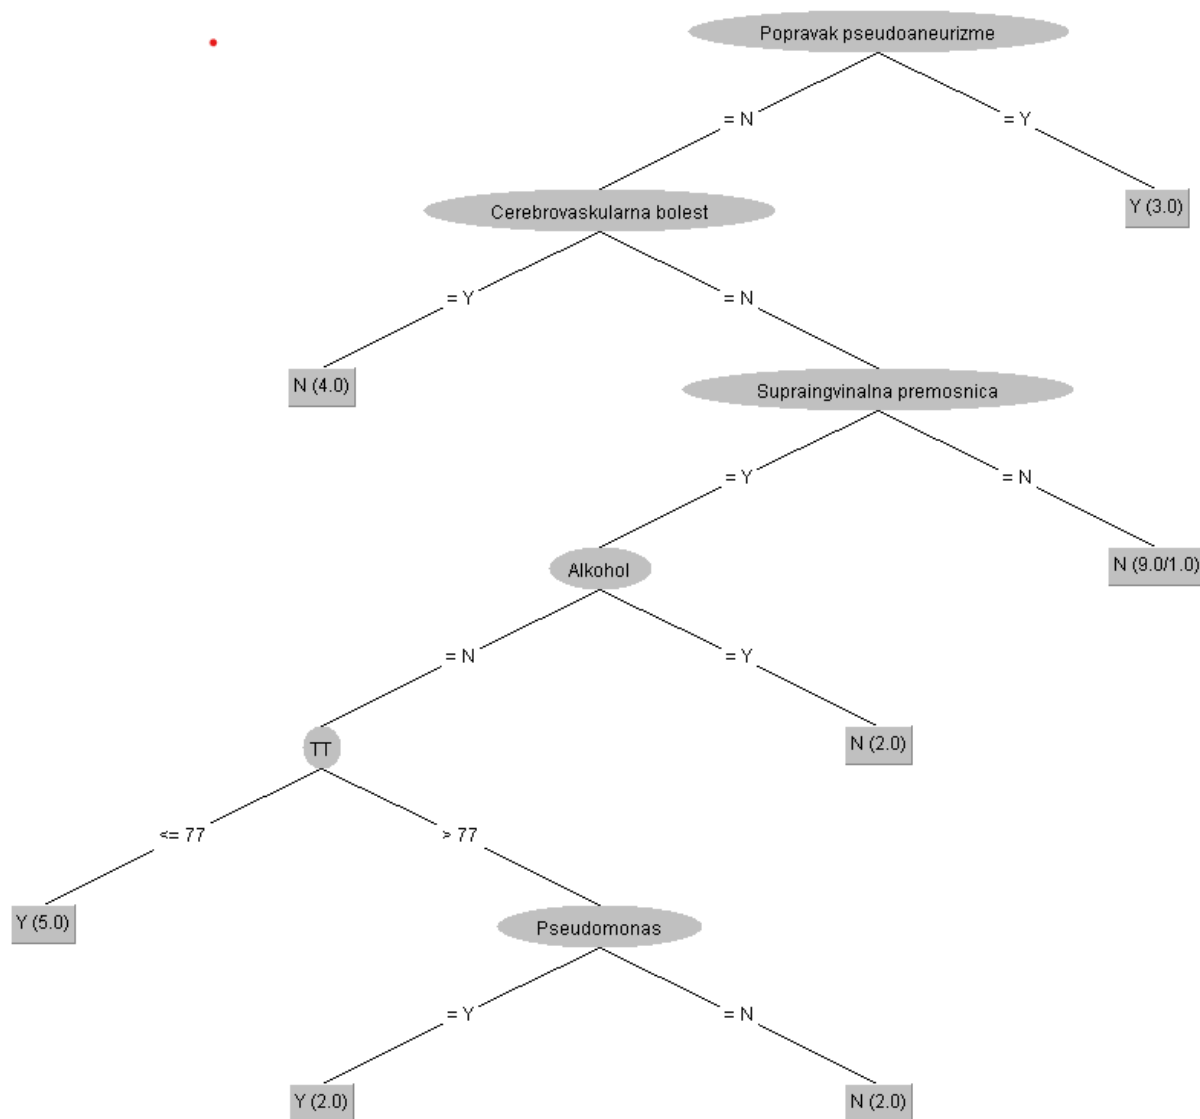 Popravak pseudoaneurizme
= N
= Y
Cerebrovaskularna bolest
Y (3.0)
= Y
= N
N (4.0)
Supraingvinalna premosnica
= Y
= N
Alkohol
N (9.0/1.0)
= N
= Y
TT
N (2.0)
<= 77
> 77
Y (5.0)
Pseudomonas
= Y
= N
Y (2.0)
N (2.0)